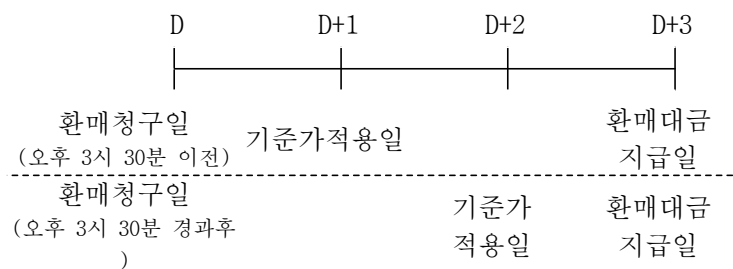 D D+1 D+2 D+3
환매청구일
(오후 3시 30분 이전)
기준가적용일
환매대금
지급일
환매청구일
(오후 3시 30분 경과후
)
기준가
적용일
환매대금
지급일